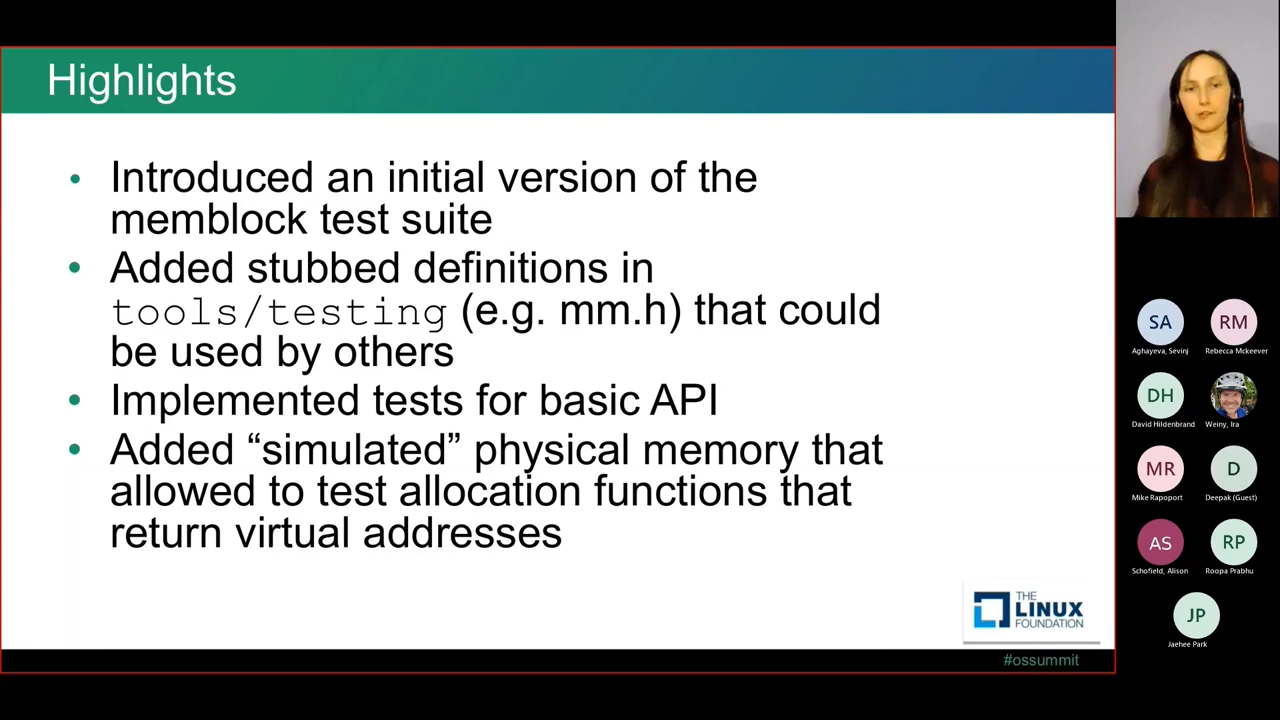 Highlights
• Introduced an initial version of the
memblock test suite
• Added stubbed definitions in
tools/testing (e.g. mm.h) that could
be used by others
• Implemented tests for basic API
• Added “simulated” physical memory that
allowed to test allocation functions that
return virtual addresses
THE
LINUX
FOUNDATION
#ossummit
SA
Aghayeva, Sevinj
RM
Rebecca Mckeever
DH
David Hildenbrand
Weiny, Ira
MR
Mike Rapoport
D
Deepak (Guest)
AS
Schofield, Alison
RP
Roopa Prabhu
JP
Jaehee Park